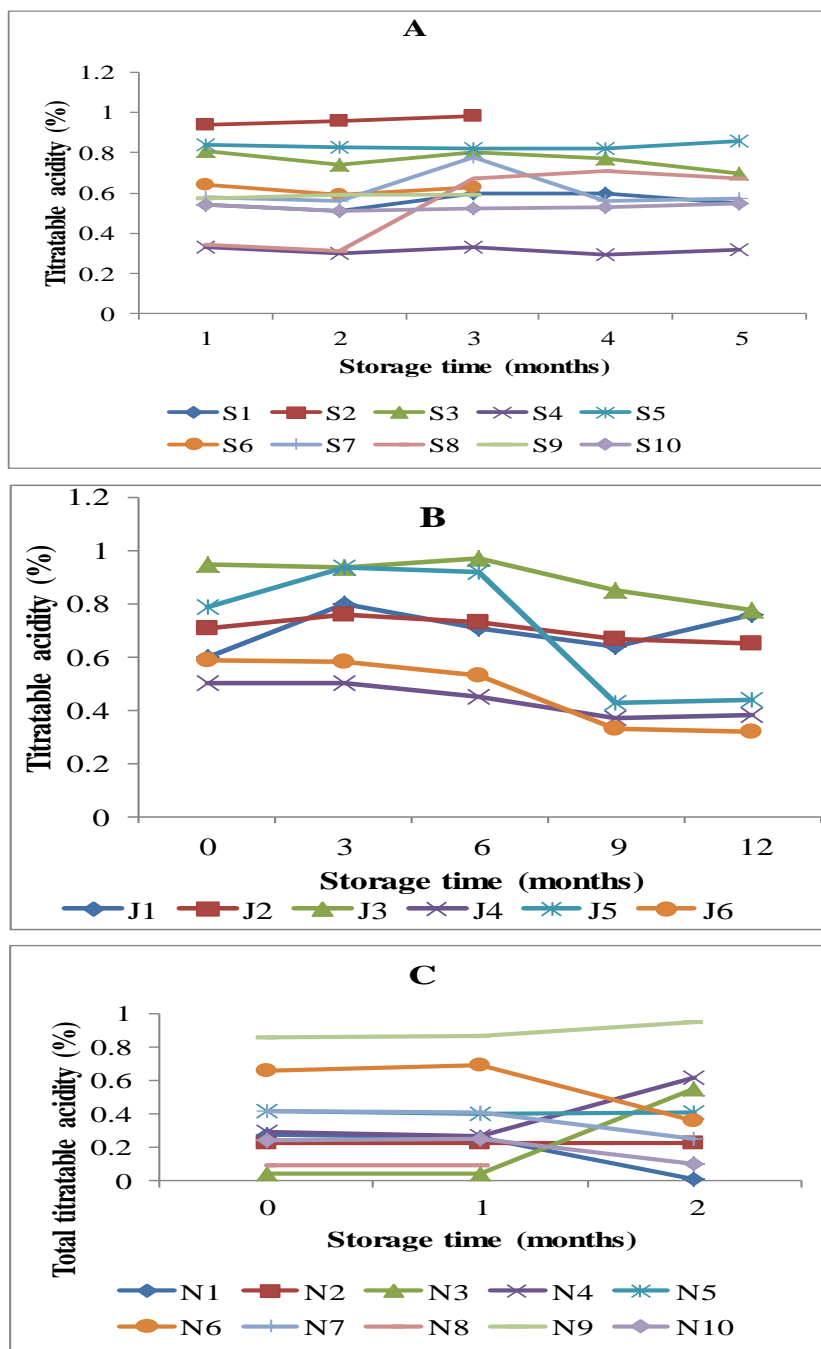 A
Titratable acidity (%)
1.2
1
0.8
0.6
0.4
0.2
0
1 2 3 4 5
Storage time (months)
S1 S2 S3 S4 S5
S6 S7 S8 S9 S10
B
Titratable acidity (%)
1.2
1
0.8
0.6
0.4
0.2
0
0 3 6 9 12
Storage time (months)
J1 J2 J3 J4 J5 J6
C
Total titratable acidity (%)
1
0.8
0.6
0.4
0.2
0
0 1 2
Storage time (months)
N1 N2 N3 N4 N5
N6 N7 N8 N9 N10